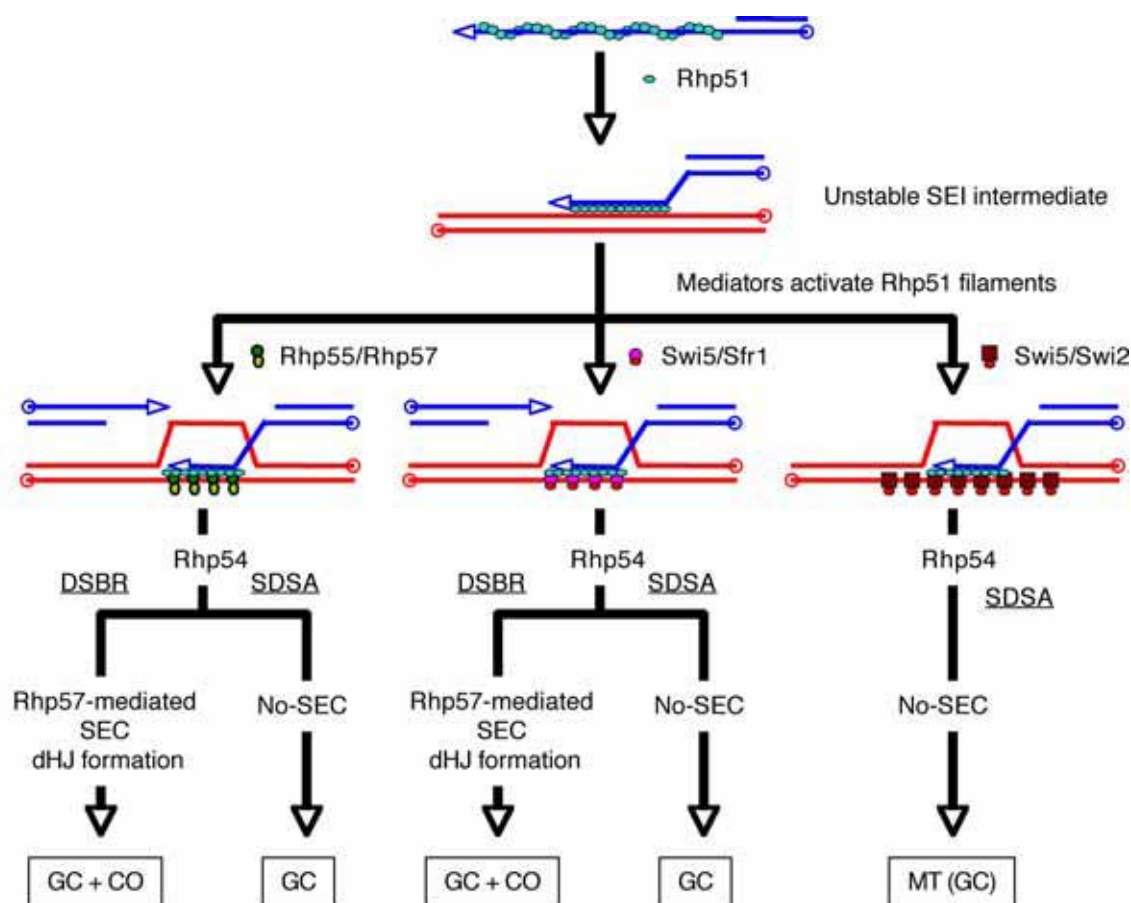 Rhp51
Unstable SEI intermediate
Mediators activate Rhp51 filaments
Rhp55/Rhp57
Swi5/Sfr1
Swi5/Swi2
Rhp54
Rhp54
Rhp54
DSBR
SDSA
DSBR
SDSA
SDSA
Rhp57-mediated
SEC
dHJ formation
No-SEC
Rhp57-mediated
SEC
dHJ formation
No-SEC
No-SEC
GC + CO
GC
GC + CO
GC
MT (GC)